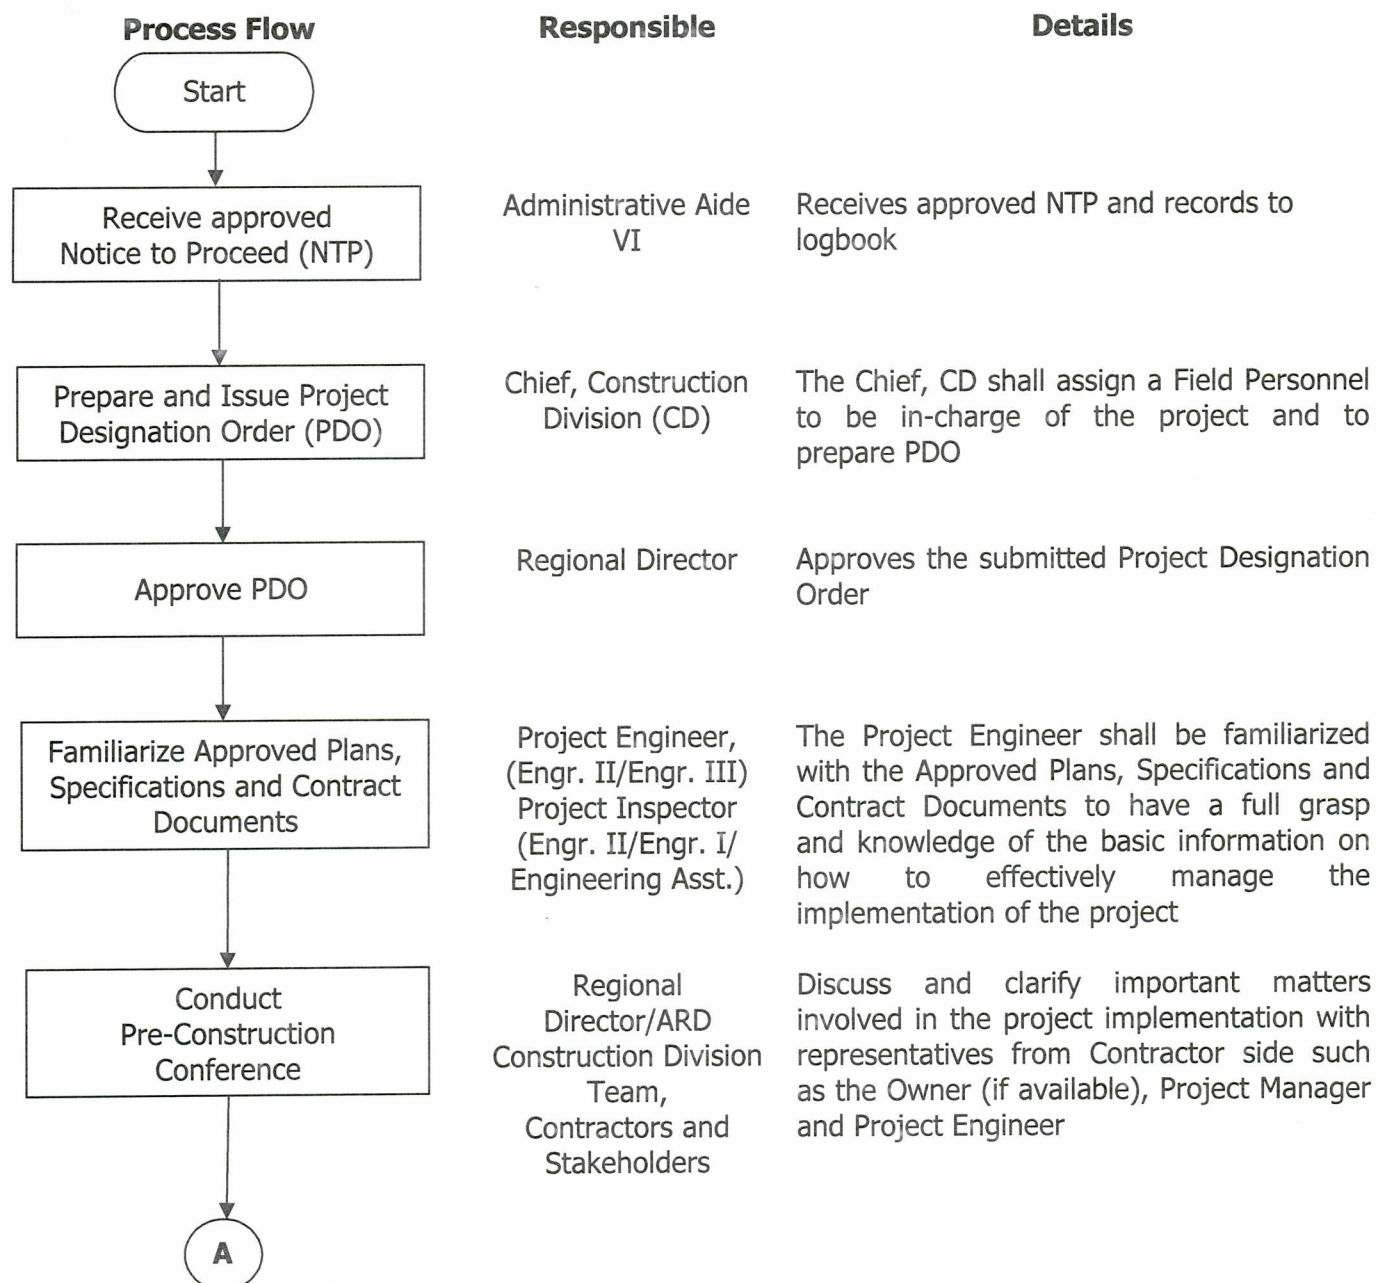 Process Flow
Responsible
Details
Start
Receive approved
Notice to Proceed (NTP)
Administrative Aide
VI
Receives approved NTP and records to
logbook
Prepare and Issue Project
Designation Order (PDO)
Chief, Construction
Division (CD)
The Chief, CD shall assign a Field Personnel
to be in-charge of the project and to
prepare PDO
Approve PDO
Regional Director
Approves the submitted Project Designation
Order
Familiarize Approved Plans,
Specifications and Contract
Documents
Project Engineer,
(Engr. II/Engr. III)
Project Inspector
(Engr. II/Engr. I/
Engineering Asst.)
The Project Engineer shall be familiarized
with the Approved Plans, Specifications and
Contract Documents to have a full grasp
and knowledge of the basic information on
how to effectively manage the
implementation of the project
Conduct
Pre-Construction
Conference
Regional
Director/ARD
Construction Division
Team,
Contractors and
Stakeholders
Discuss and clarify important matters
involved in the project implementation with
representatives from Contractor side such
as the Owner (if available), Project Manager
and Project Engineer
A